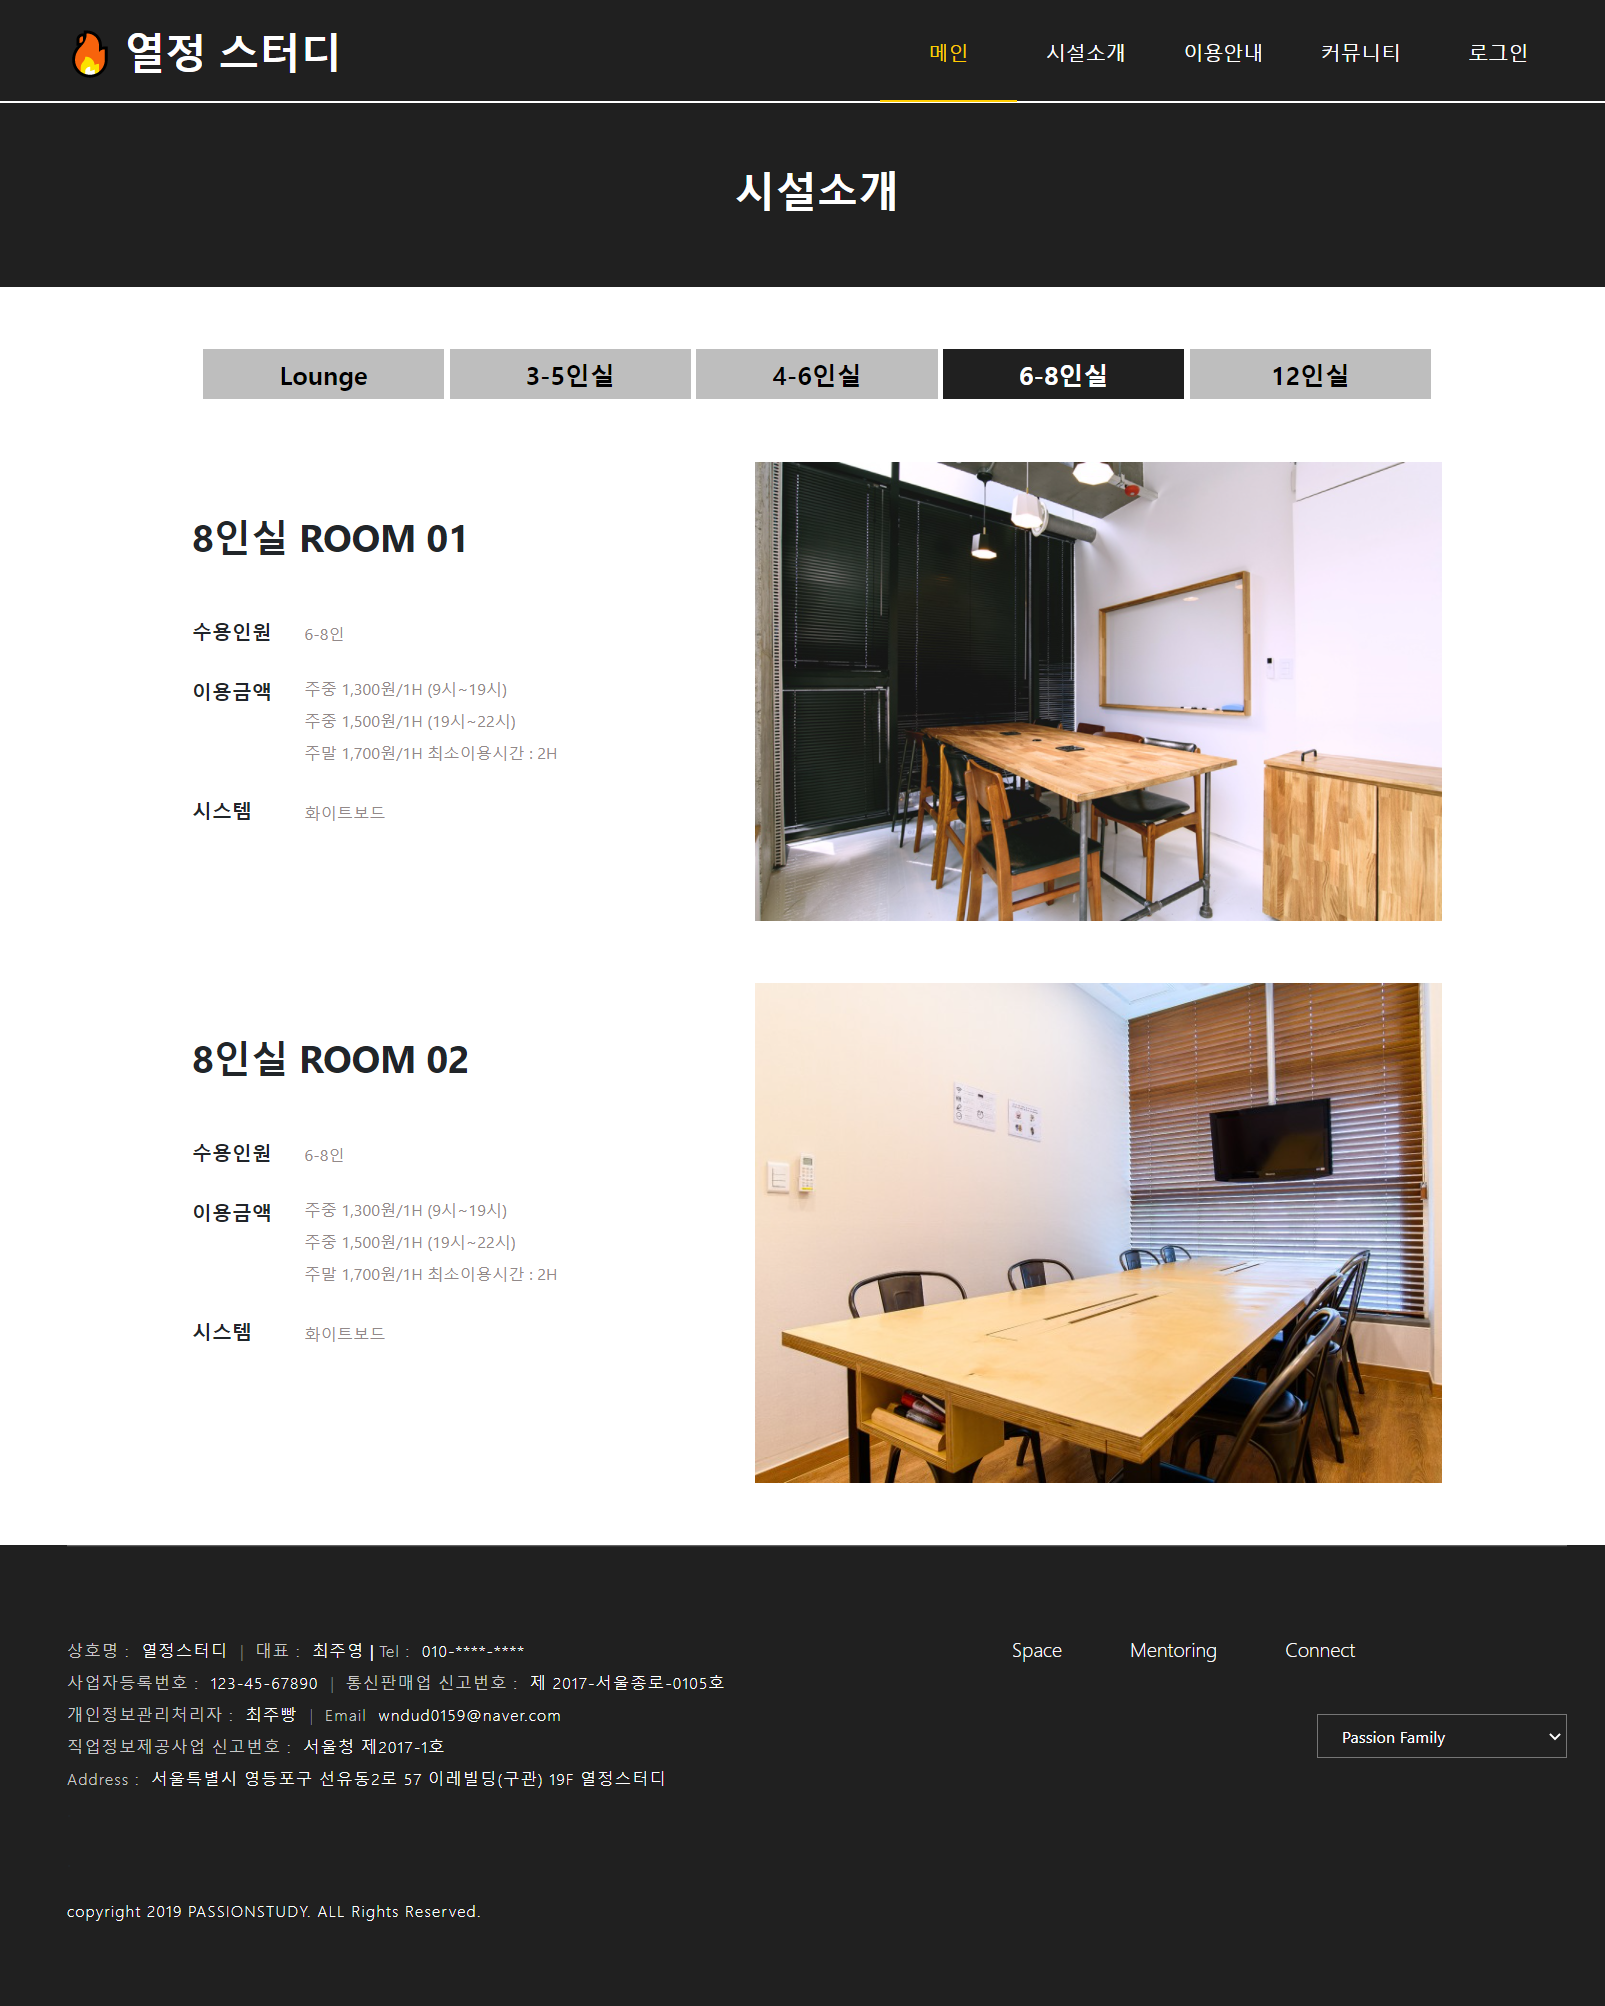 열정 스터디
메인 시설소개 이용안내 커뮤니티 로그인
시설소개
Lounge 3-5인실 4-6인실 6-8인실 12인실
8인실 ROOM 01
수용인원 6-8인
이용금액 주중 1,300원/1H (9시~19시)
주중 1,500원/1H (19시~22시)
주말 1,700원/1H 최소이용시간 : 2H
시스템 화이트보드
8인실 ROOM 02
수용인원 6-8인
이용금액 주중 1,300원/1H (9시~19시)
주중 1,500원/1H (19시~22시)
주말 1,700원/1H 최소이용시간 : 2H
시스템 화이트보드
상호명 : 열정스터디 | 대표 : 최주영 | Tel : 010-****-****
사업자등록번호 : 123-45-67890 | 통신판매업 신고번호 : 제 2017-서울종로-0105호
개인정보관리처리자 : 최주빵 | Email wndud0159@naver.com
직업정보제공사업 신고번호 : 서울청 제2017-1호
Address : 서울특별시 영등포구 선유동2로 57 이레빌딩(구관) 19F 열정스터디
Space Mentoring Connect
Passion Family
copyright 2019 PASSIONSTUDY. ALL Rights Reserved.